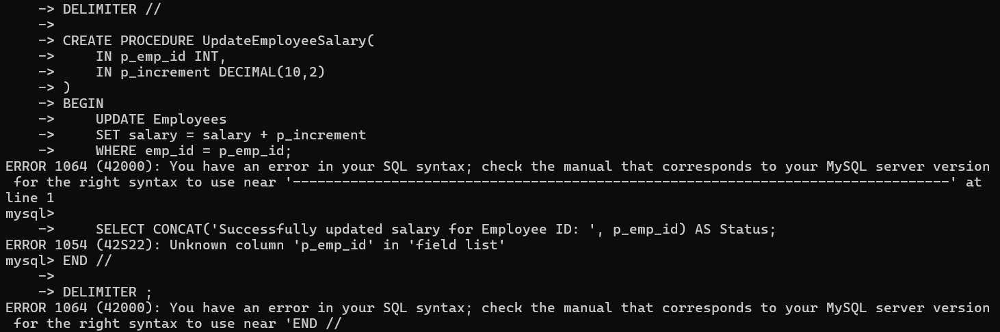 -> DELIMITER //
    ->
    -> CREATE PROCEDURE UpdateEmployeeSalary(
    ->     IN p_emp_id INT,
    ->     IN p_increment DECIMAL(10,2)
    -> )
    -> BEGIN
    ->     UPDATE Employees
    ->     SET salary = salary + p_increment
    ->     WHERE emp_id = p_emp_id;
ERROR 1064 (42000): You have an error in your SQL syntax; check the manual that corresponds to your MySQL server version
 for the right syntax to use near '--------------------------------------------------------------------------------' at
line 1
mysql>
    ->     SELECT CONCAT('Successfully updated salary for Employee ID: ', p_emp_id) AS Status;
ERROR 1054 (42S22): Unknown column 'p_emp_id' in 'field list'
mysql> END //
    ->
    -> DELIMITER ;
ERROR 1064 (42000): You have an error in your SQL syntax; check the manual that corresponds to your MySQL server version
 for the right syntax to use near 'END //